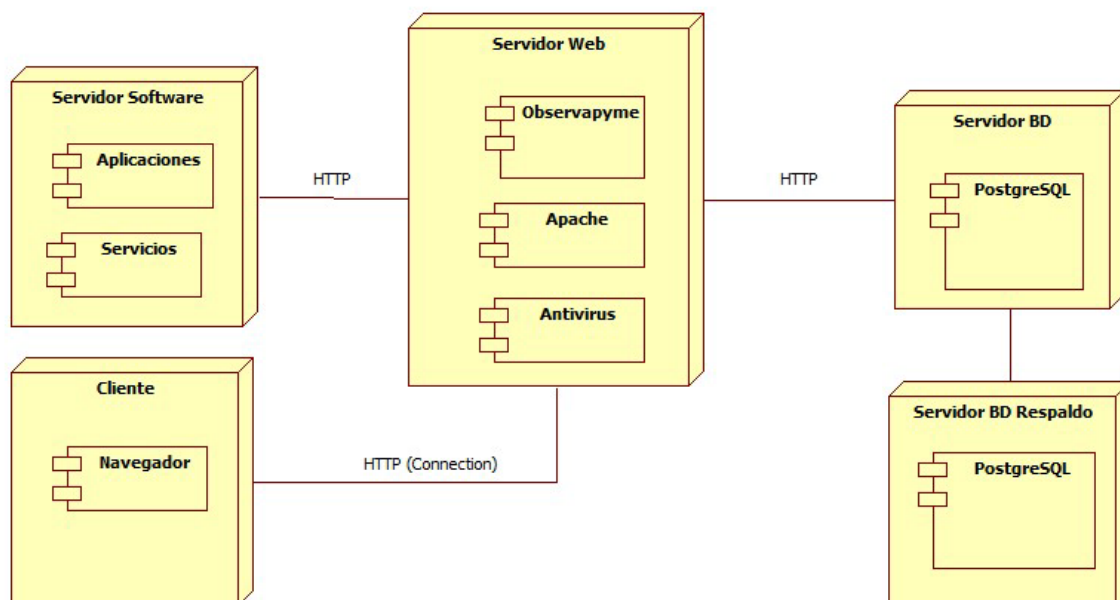 Servidor Web
Observapyme
Apache
Antivirus
Servidor Software
Aplicaciones
Servicios
HTTP
HTTP
Servidor BD
PostgreSQL
Cliente
Navegador
HTTP (Connection)
Servidor BD Respaldo
PostgreSQL